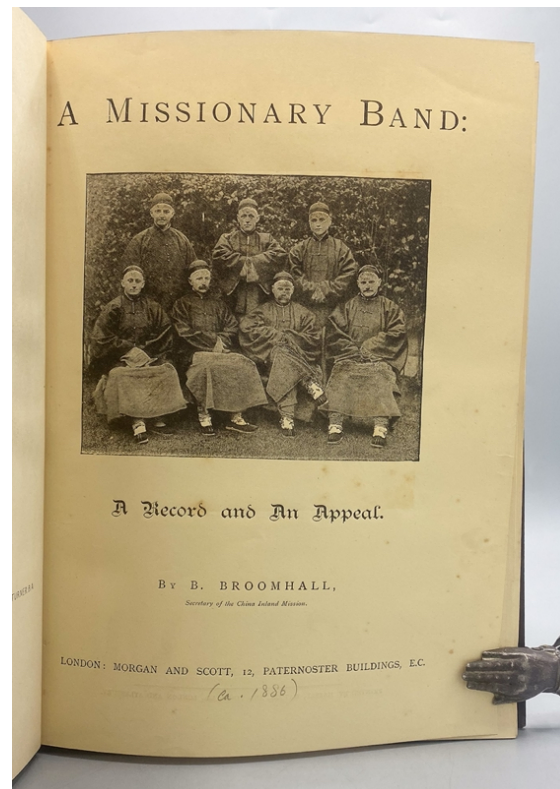 A MISSIONARY BAND:
A Record and An Appeal.
BY B. BROOMHALL,
Secretary of the China Inland Mission.
LONDON: MORGAN AND SCOTT, 12, PATERNOSTER BUILDINGS, E.C.
(ca. 1886)